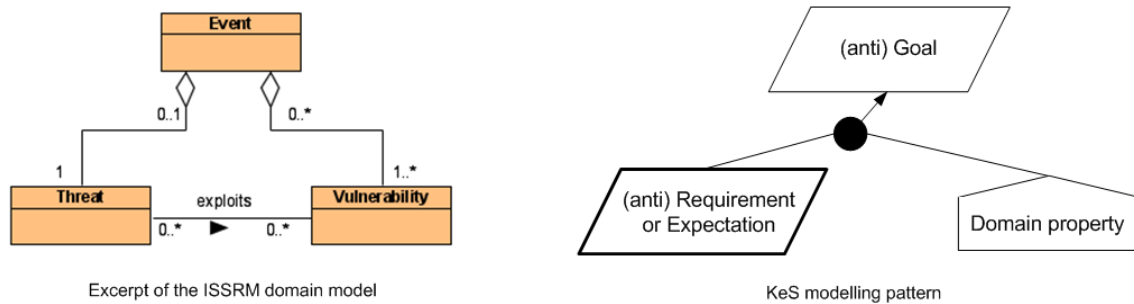 Event
0..1
0..*
1
1..*
Threat
exploits
Vulnerability
0..*
0..*
Excerpt of the ISSRM domain model
(anti) Goal
(anti) Requirement
or Expectation
Domain property
KeS modelling pattern